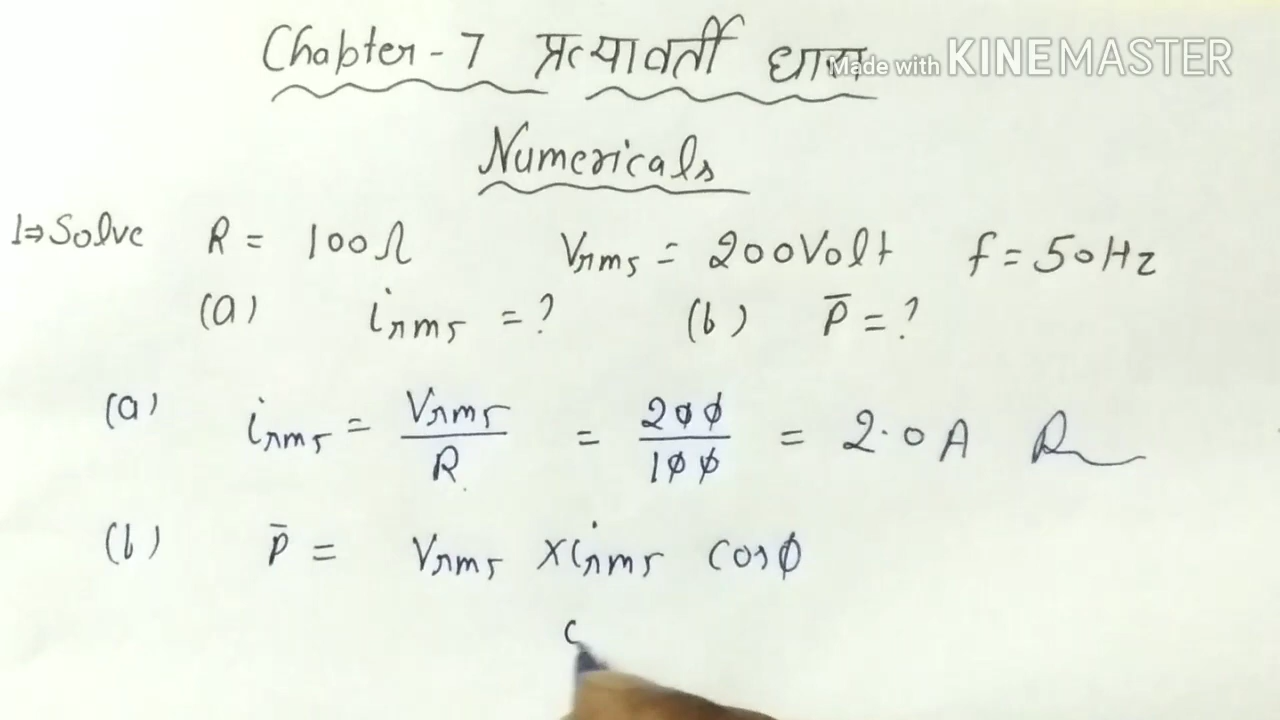 Chapter-7 प्रत्यावर्ती धारा
Made with KINEMASTER
Numericals
1⇒Solve R = 100Ω Vrms = 200Volt f = 50Hz
(a) irms = ? (b) P̅ = ?
(a) irms = Vrms/R = 200/100 = 2.0A
(b) P̅ = Vrms × irms cosϕ